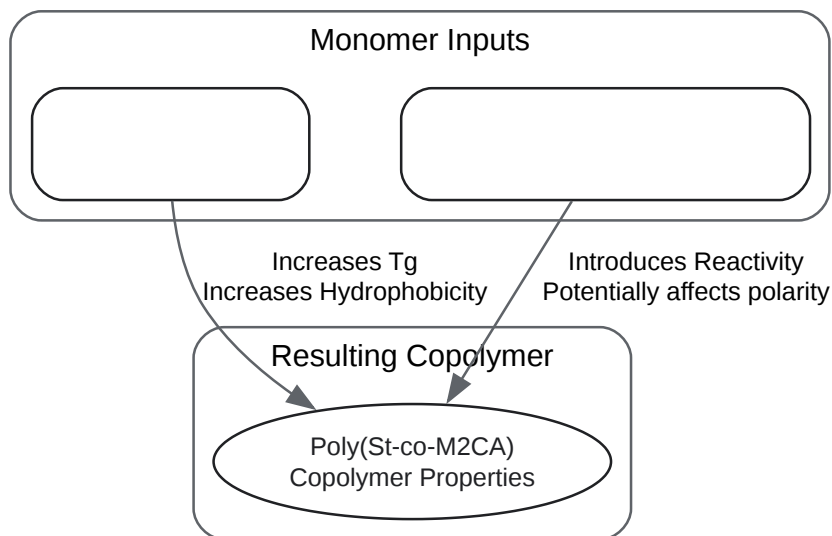 Monomer Inputs
Increases Tg
Increases Hydrophobicity
Introduces Reactivity
Potentially affects polarity
Resulting Copolymer
Poly(St-co-M2CA)
Copolymer Properties